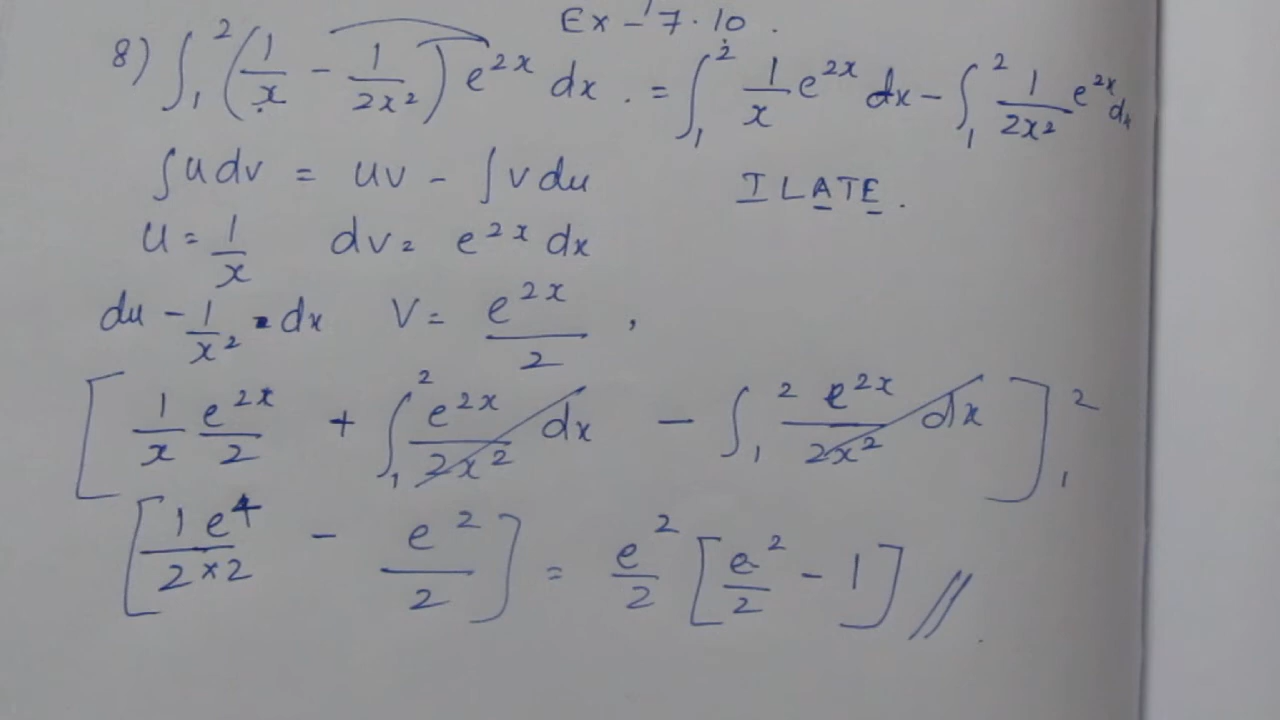 Ex - 7.10.
8) ∫₁² (1/x - 1/2x²) e^{2x} dx. = ∫₁² 1/x e^{2x} dx - ∫₁² 1/2x² e^{2x} dx
∫u dv = uv - ∫v du ILATE.
u = 1/x dv = e^{2x} dx
du - 1/x² · dx V = e^{2x}/2 ,
[ 1/x e^{2x}/2 + ∫₁² e^{2x}/2x² dx - ∫₁² e^{2x}/2x² dx ]₁²
[ 1e⁴/2×2 - e²/2 ] = e²/2 [ e²/2 - 1 ] //